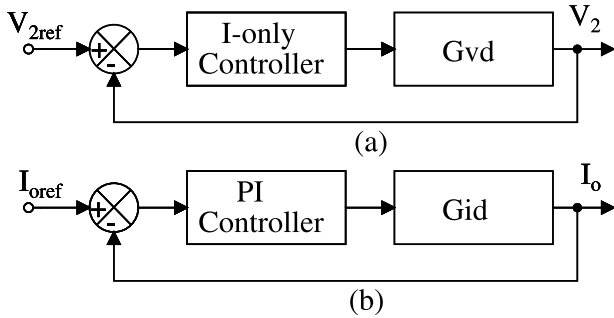 V2ref
+
-
I-only
Controller
Gvd
V2
(a)
Ioref
+
-
PI
Controller
Gid
Io
(b)